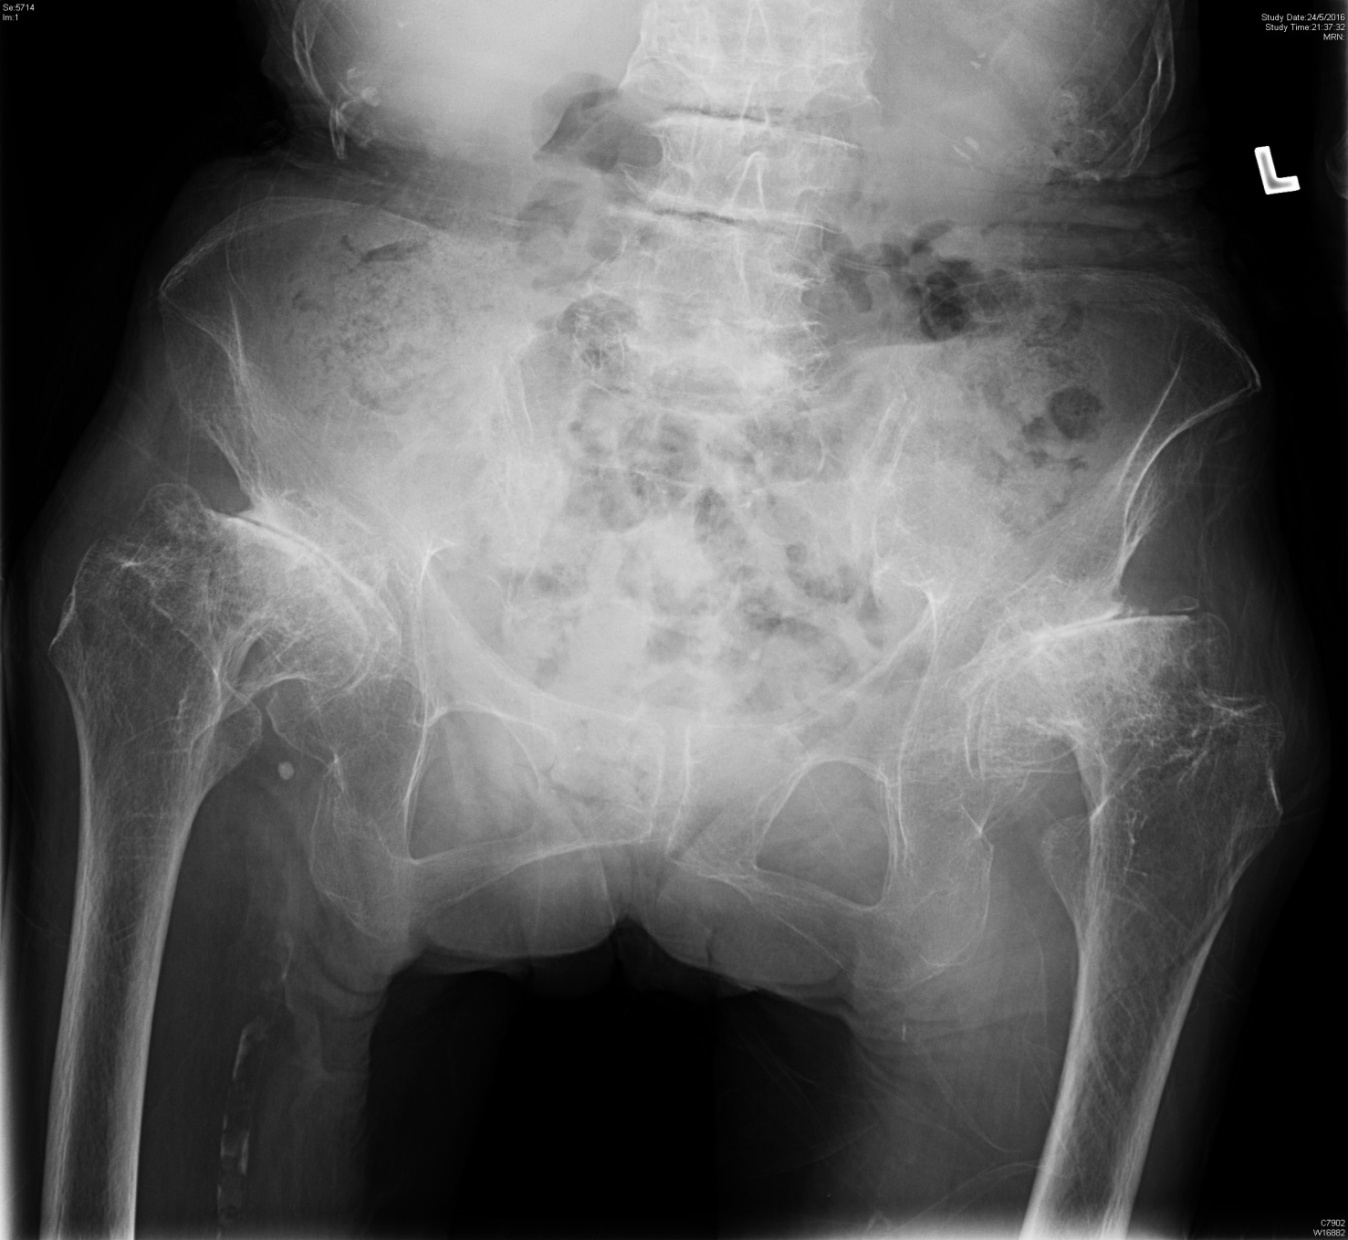 Se:5714
Im:1
Study Date:24/5/2016
Study Time:21:37:32
MRN:
L
C7902
W16882